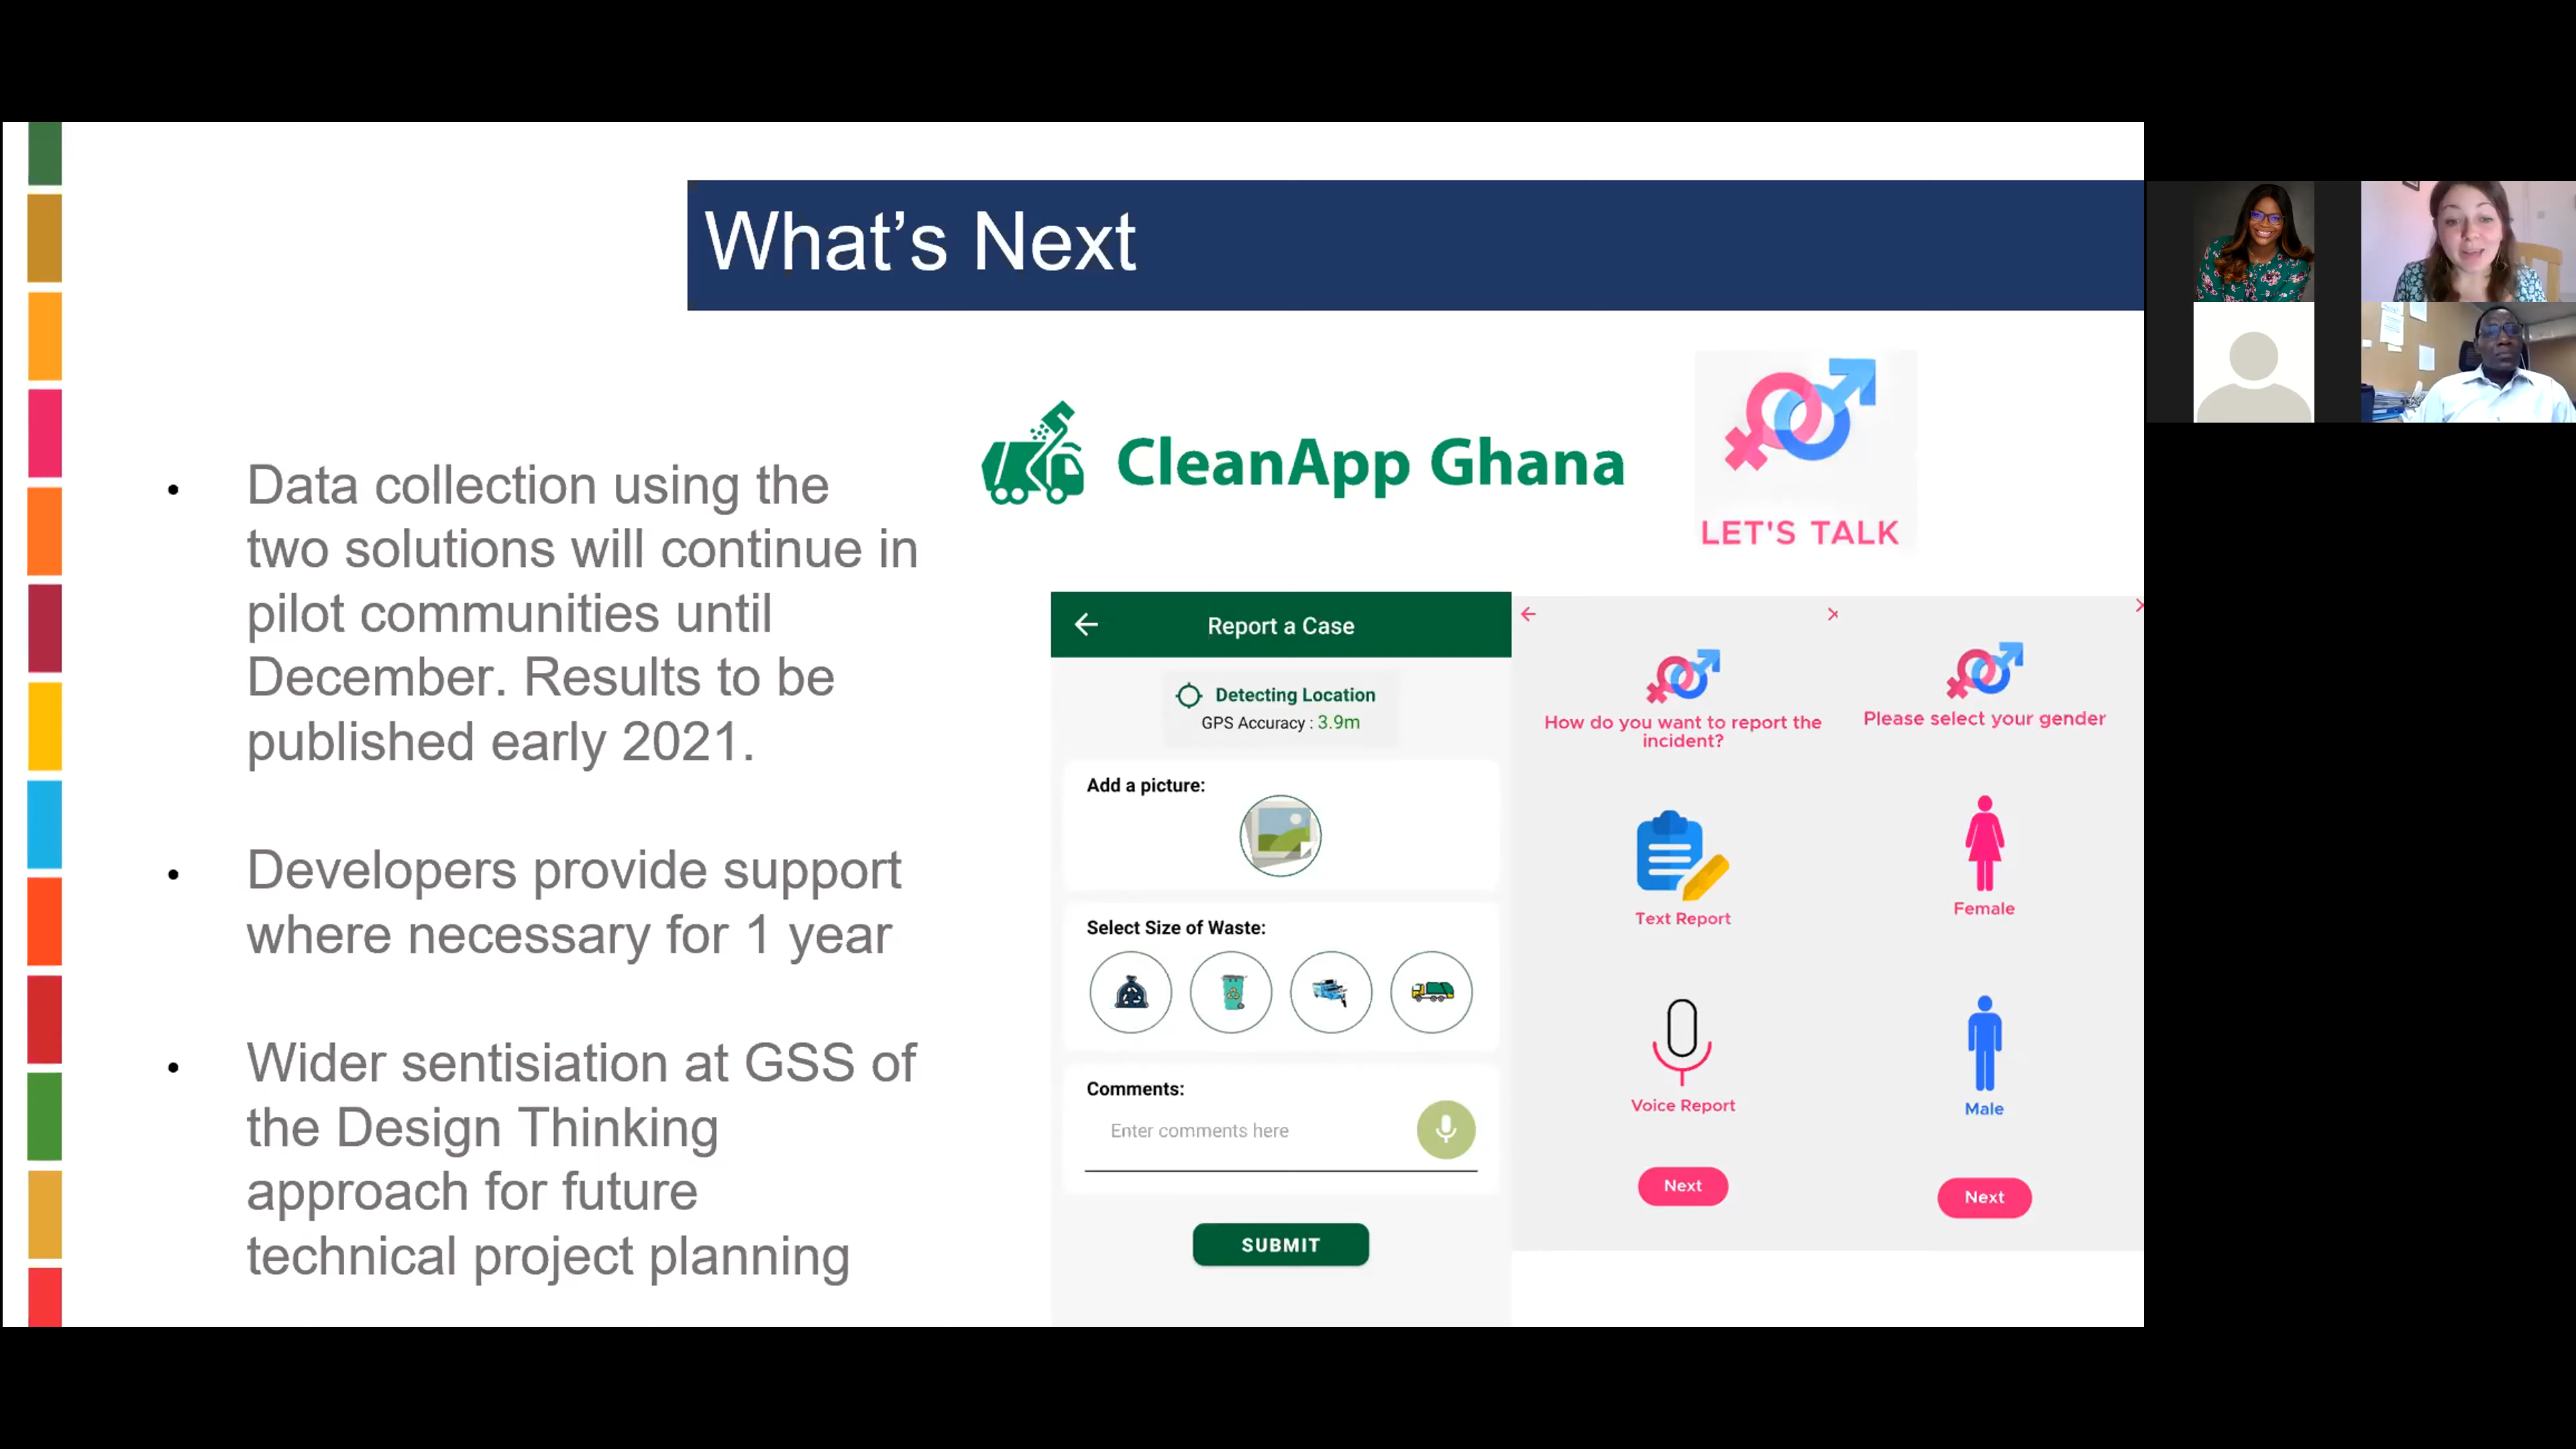 What's Next
• Data collection using the
two solutions will continue in
pilot communities until
December. Results to be
published early 2021.
• Developers provide support
where necessary for 1 year
• Wider sentisiation at GSS of
the Design Thinking
approach for future
technical project planning
CleanApp Ghana
LET'S TALK
Report a Case
Detecting Location
GPS Accuracy : 3.9m
Add a picture:
Select Size of Waste:
Comments:
Enter comments here
SUBMIT
How do you want to report the
incident?
Text Report
Voice Report
Next
Please select your gender
Female
Male
Next